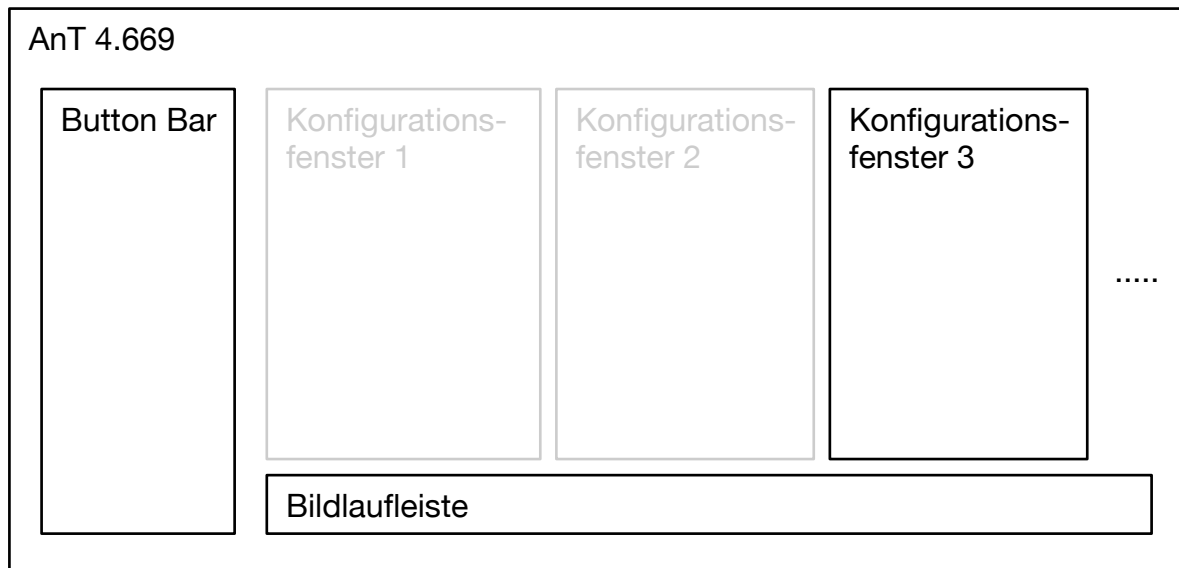 AnT 4.669
Button Bar
Konfigurations-
fenster 1
Konfigurations-
fenster 2
Konfigurations-
fenster 3
.....
Bildlaufleiste